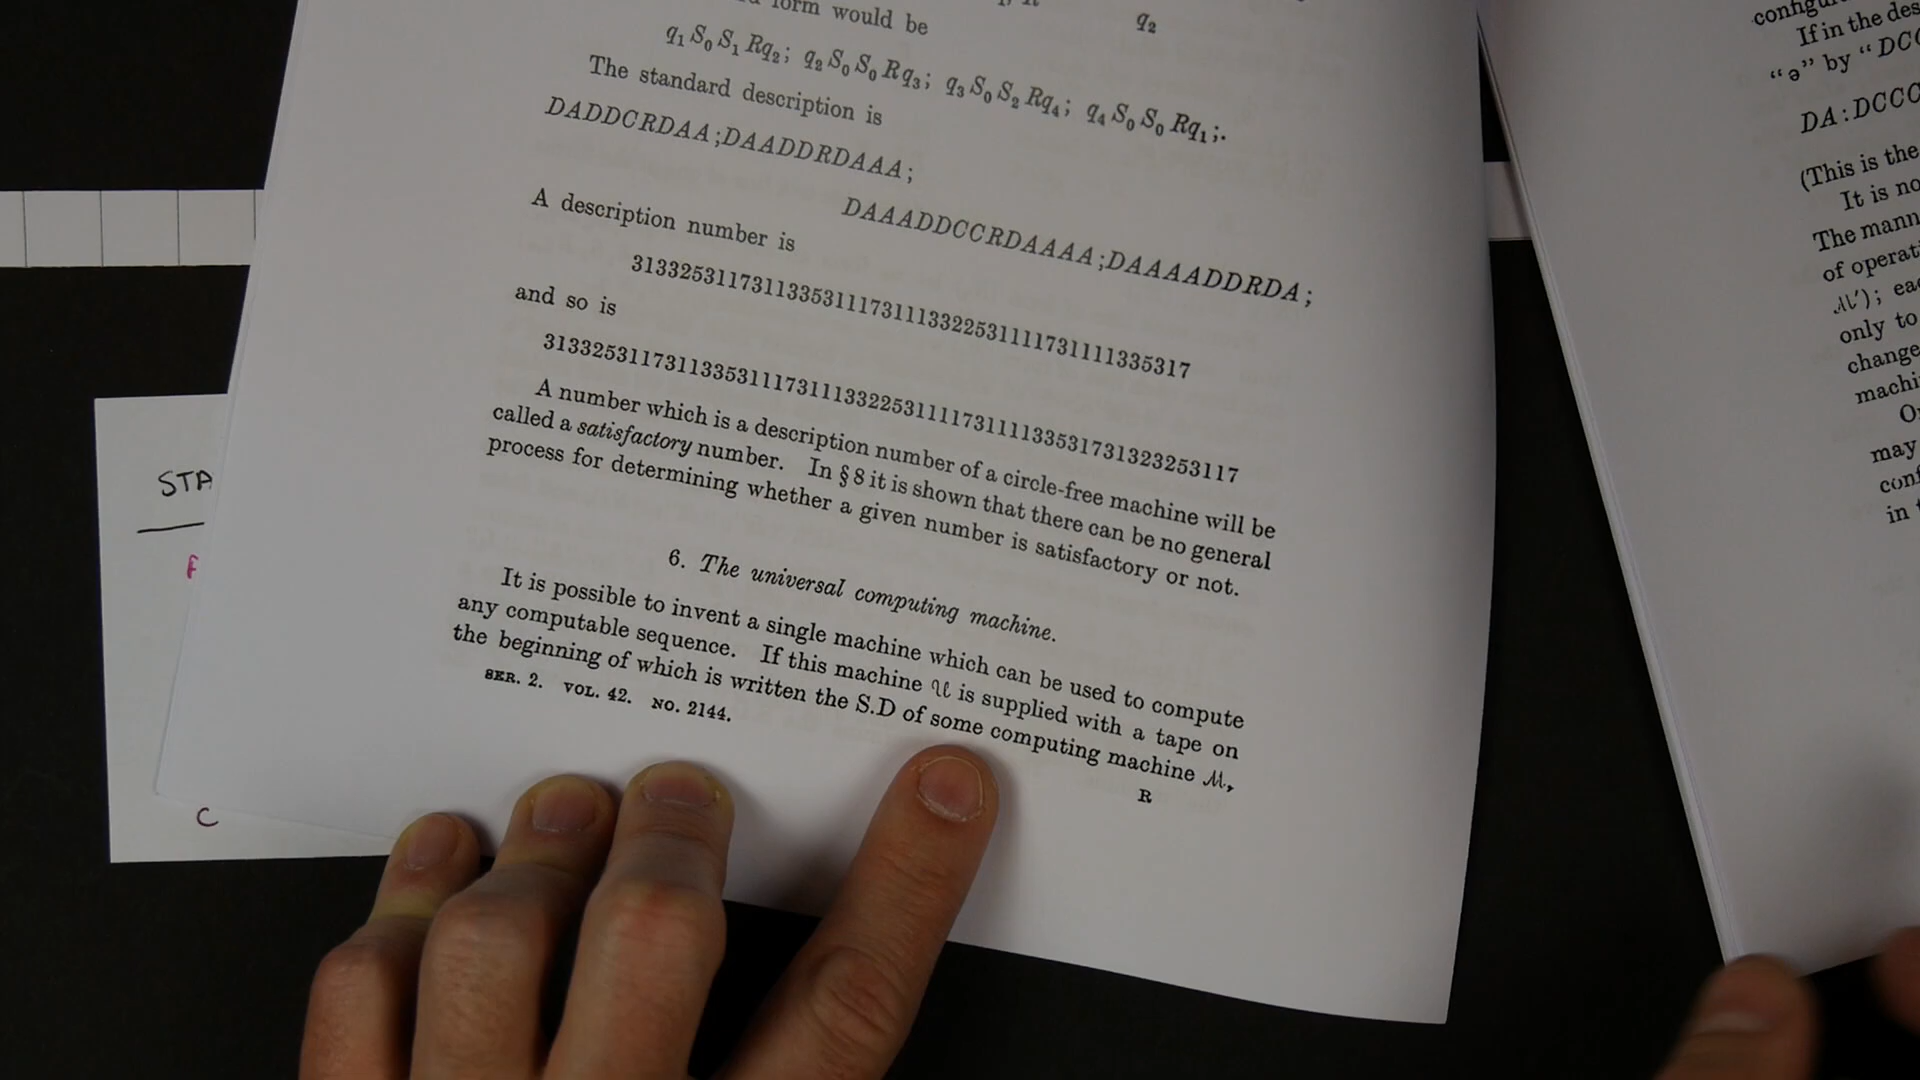 form would be
q2
q1 S0 S1 Rq2; q2 S0 S0 Rq3; q3 S0 S2 Rq4; q4 S0 S0 Rq1;.
The standard description is
DADDCRDAA;DAADDRDAAA;
DAAADDCCRDAAAA;DAAAADDRDA;
A description number is
31332531173113353111731113322531111731111335317
and so is
3133253117311335311173111332253111173111133531731323253117
A number which is a description number of a circle-free machine will be
called a satisfactory number. In § 8 it is shown that there can be no general
process for determining whether a given number is satisfactory or not.
6. The universal computing machine.
It is possible to invent a single machine which can be used to compute
any computable sequence. If this machine 𝒰 is supplied with a tape on
the beginning of which is written the S.D of some computing machine ℳ,
SER. 2. VOL. 42. NO. 2144.
R
STA
C
If in the des
"ə" by "DCC
DA:DCCC
(This is the
It is no
The mann
of operat
ℳ'); eac
only to
change
machi
may
conf
in